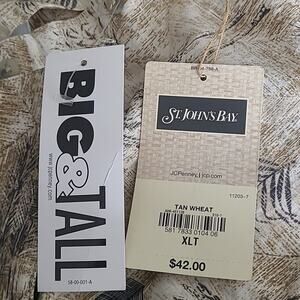 BIG & TALL
www.jcpenney.com
58-00-001-A
ST. JOHN'S BAY.
JCPenney | jcp.com
11203-7
TAN WHEAT
581 7833 0104 06
XLT
$42.00